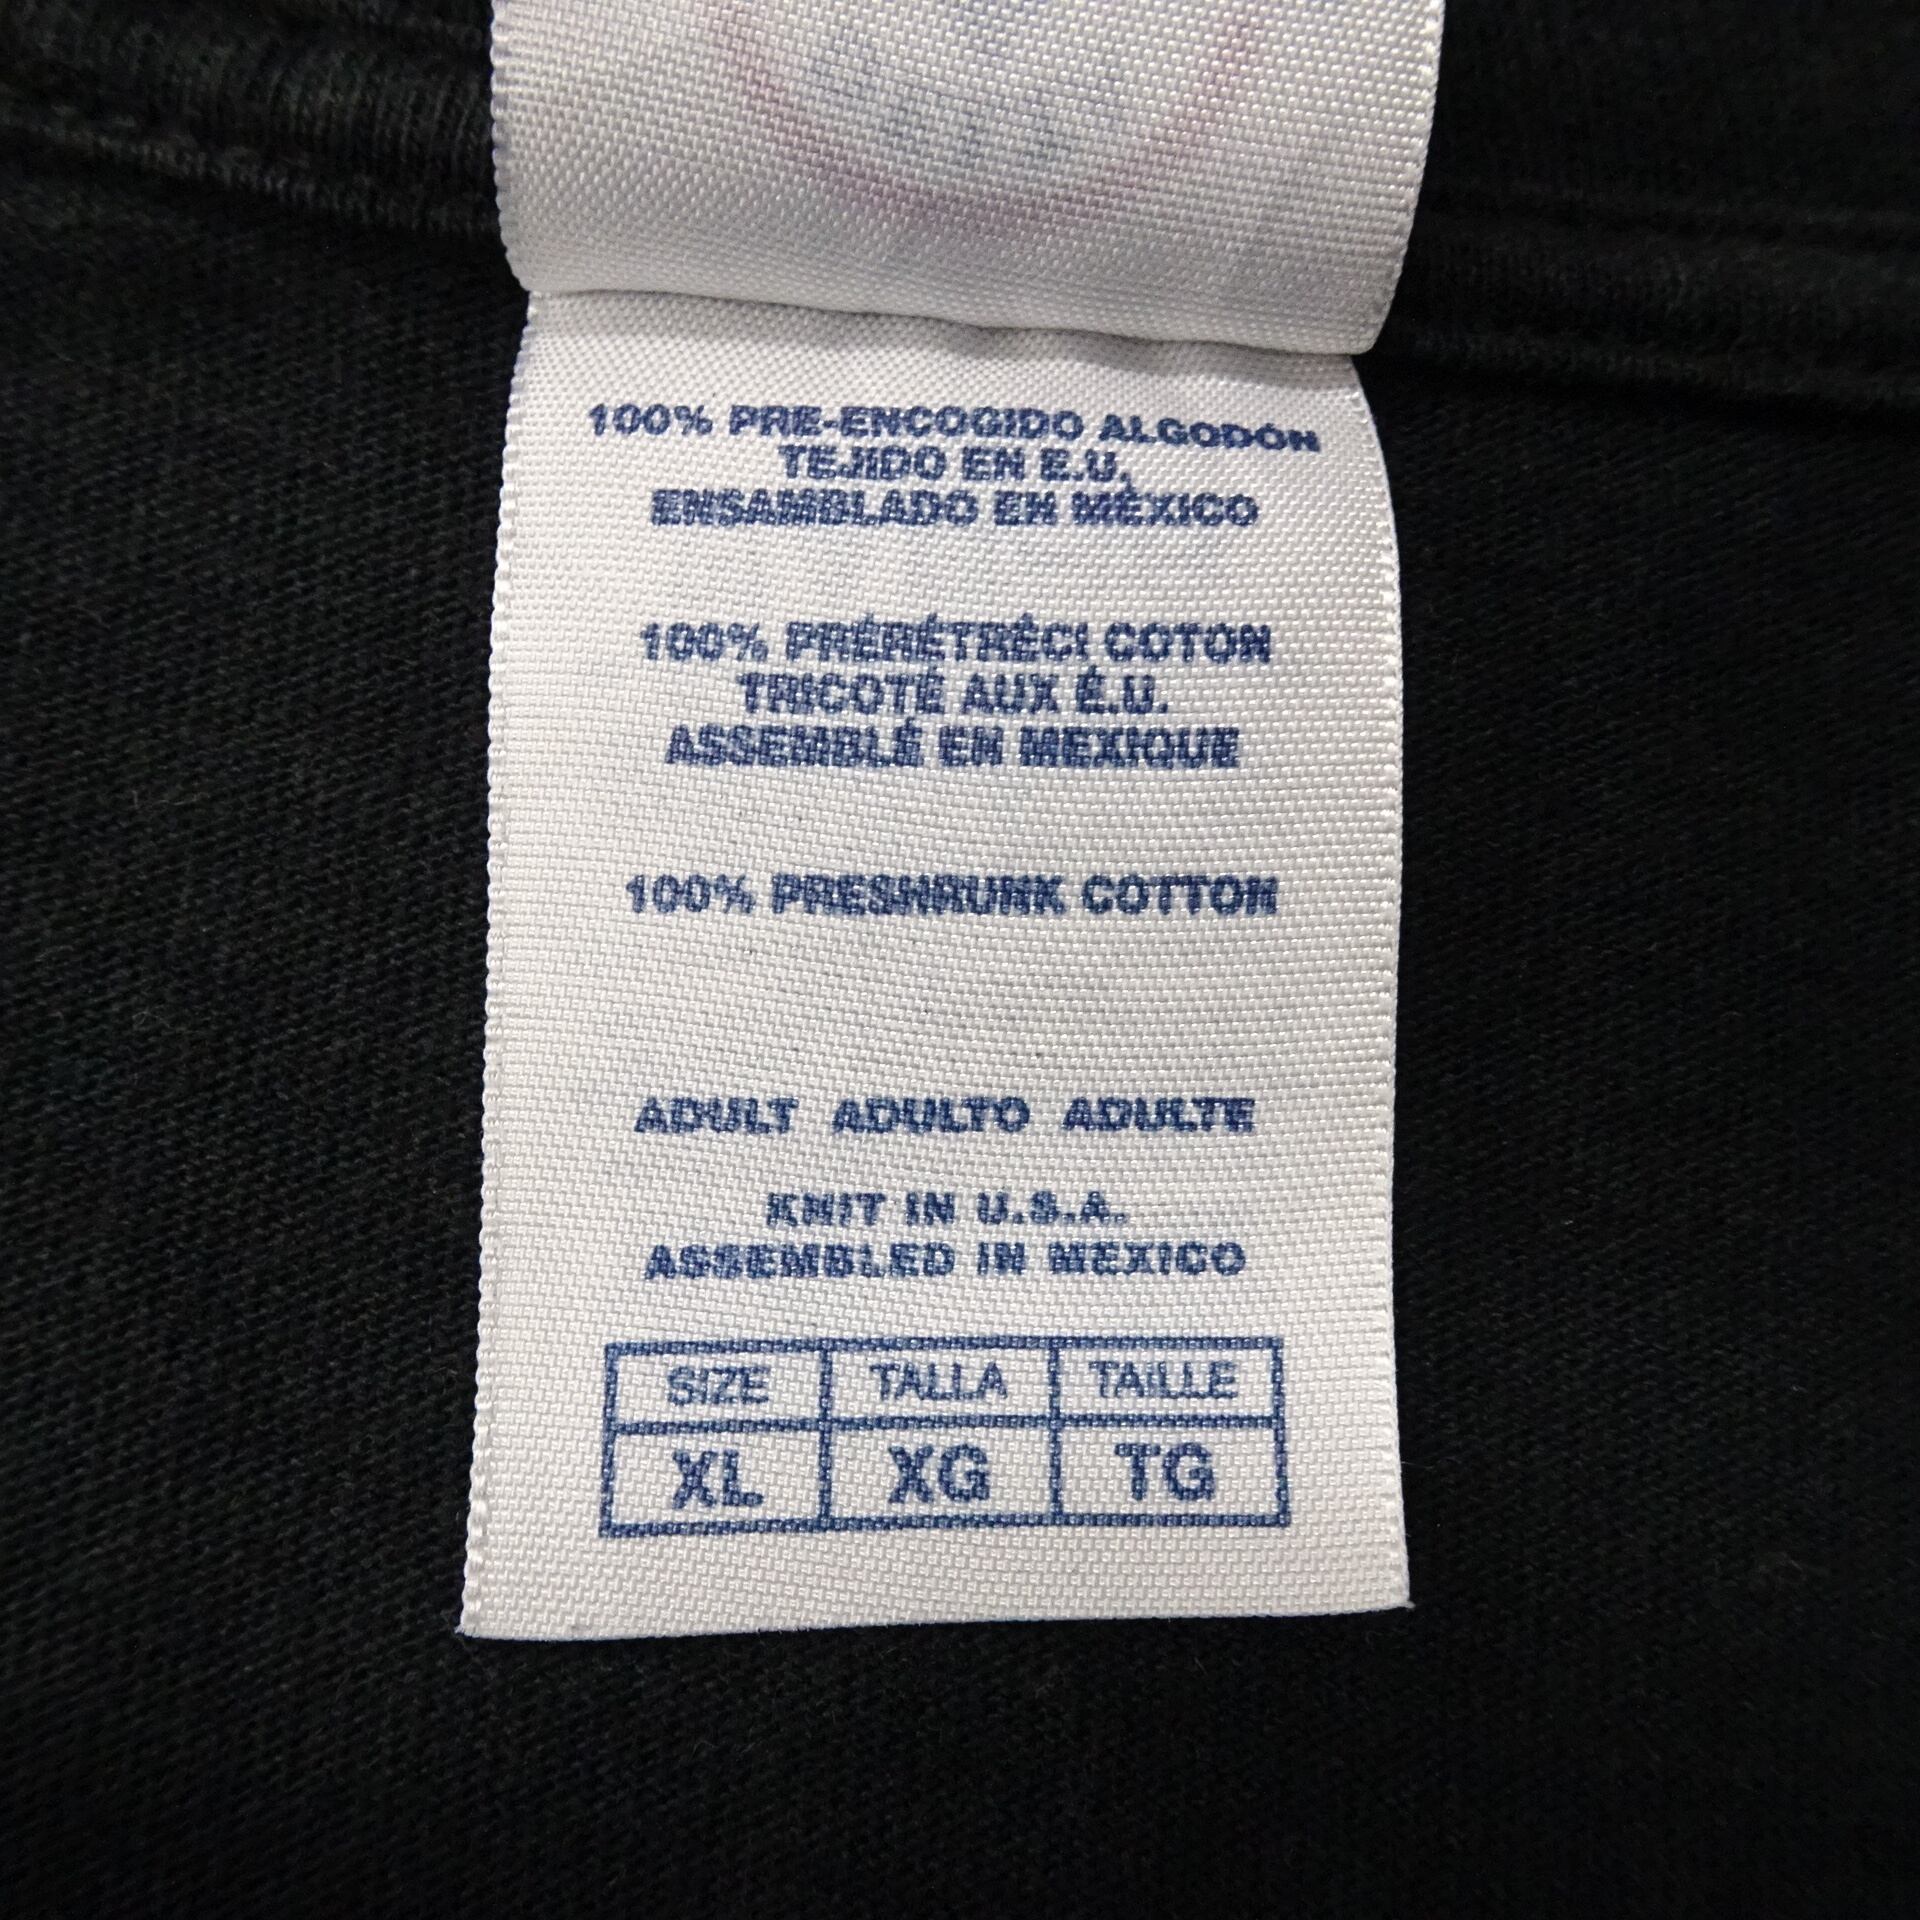 100% PRE-ENCOGIDO ALGODÓN
TEJIDO EN E.U.
ENSAMBLADO EN MÉXICO
100% PRÉRÉTRÉCI COTON
TRICOTÉ AUX É.U.
ASSEMBLÉ EN MEXIQUE
100% PRESHRUNK COTTON
ADULT ADULTO ADULTE
KNIT IN U.S.A.
ASSEMBLED IN MEXICO
SIZE TALLA TAILLE
XL XG TG